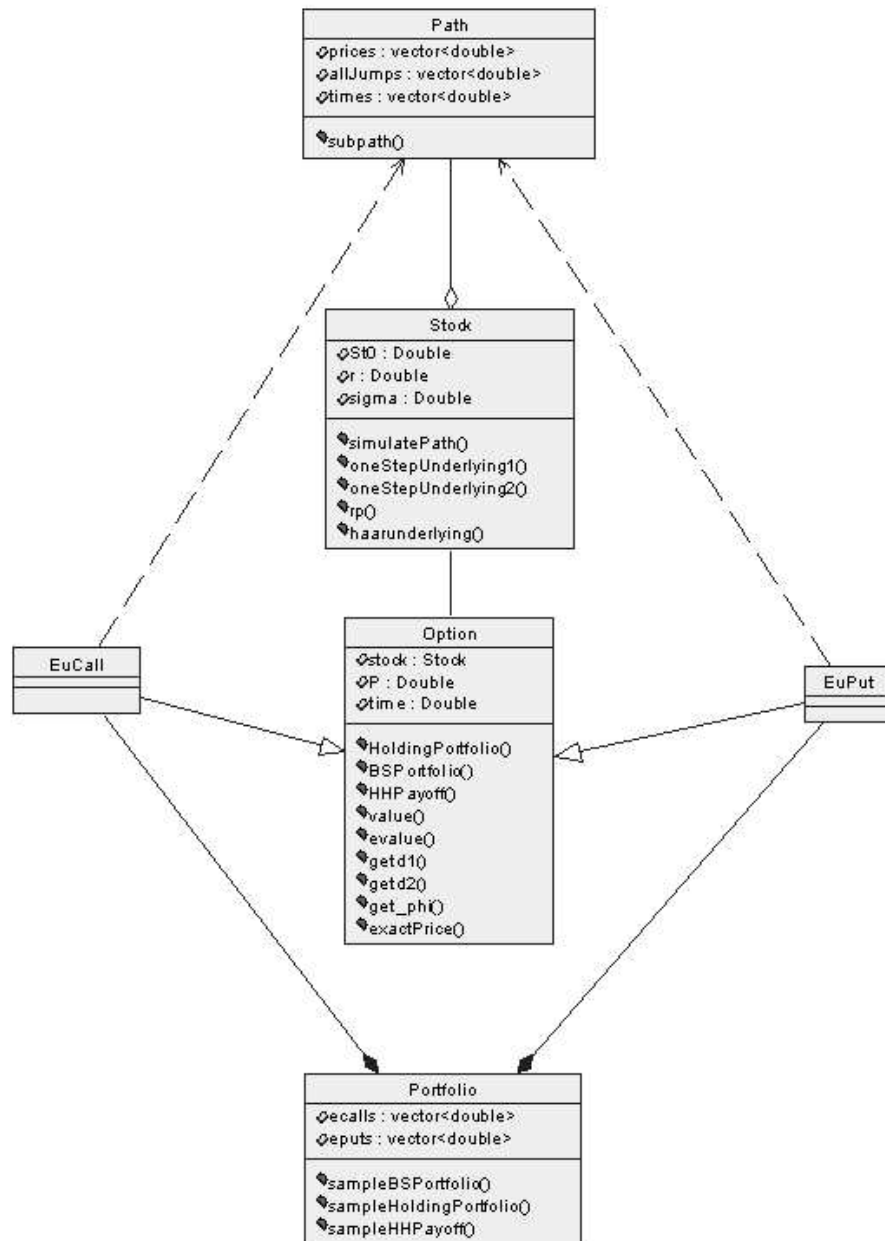 Path
prices : vector<double>
allJumps : vector<double>
times : vector<double>
subpath()
Stock
St0 : Double
r : Double
sigma : Double
simulatePath()
oneStepUnderlying1()
oneStepUnderlying2()
rp()
haarunderlying()
Option
stock : Stock
P : Double
time : Double
HoldingPortfolio()
BSPortfolio()
HHPayoff()
value()
evalue()
getd1()
getd2()
get_phi()
exactPrice()
EuCall
EuPut
Portfolio
ecalls : vector<double>
eputs : vector<double>
sampleBSPortfolio()
sampleHoldingPortfolio()
sampleHHPayoff()